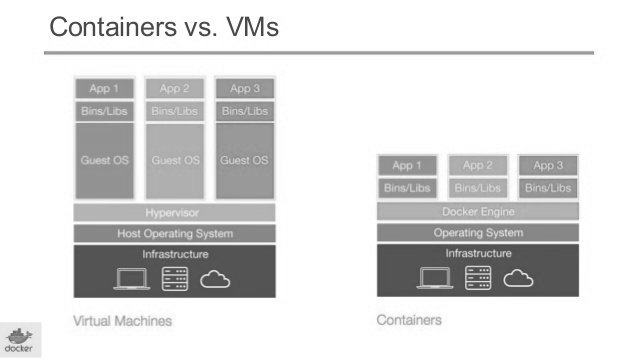 Containers vs. VMs
App 1 App 2 App 3
Bins/Libs Bins/Libs Bins/Libs
Guest OS Guest OS Guest OS
Hypervisor
Host Operating System
Infrastructure
Virtual Machines
App 1 App 2 App 3
Bins/Libs Bins/Libs Bins/Libs
Docker Engine
Operating System
Infrastructure
Containers
docker